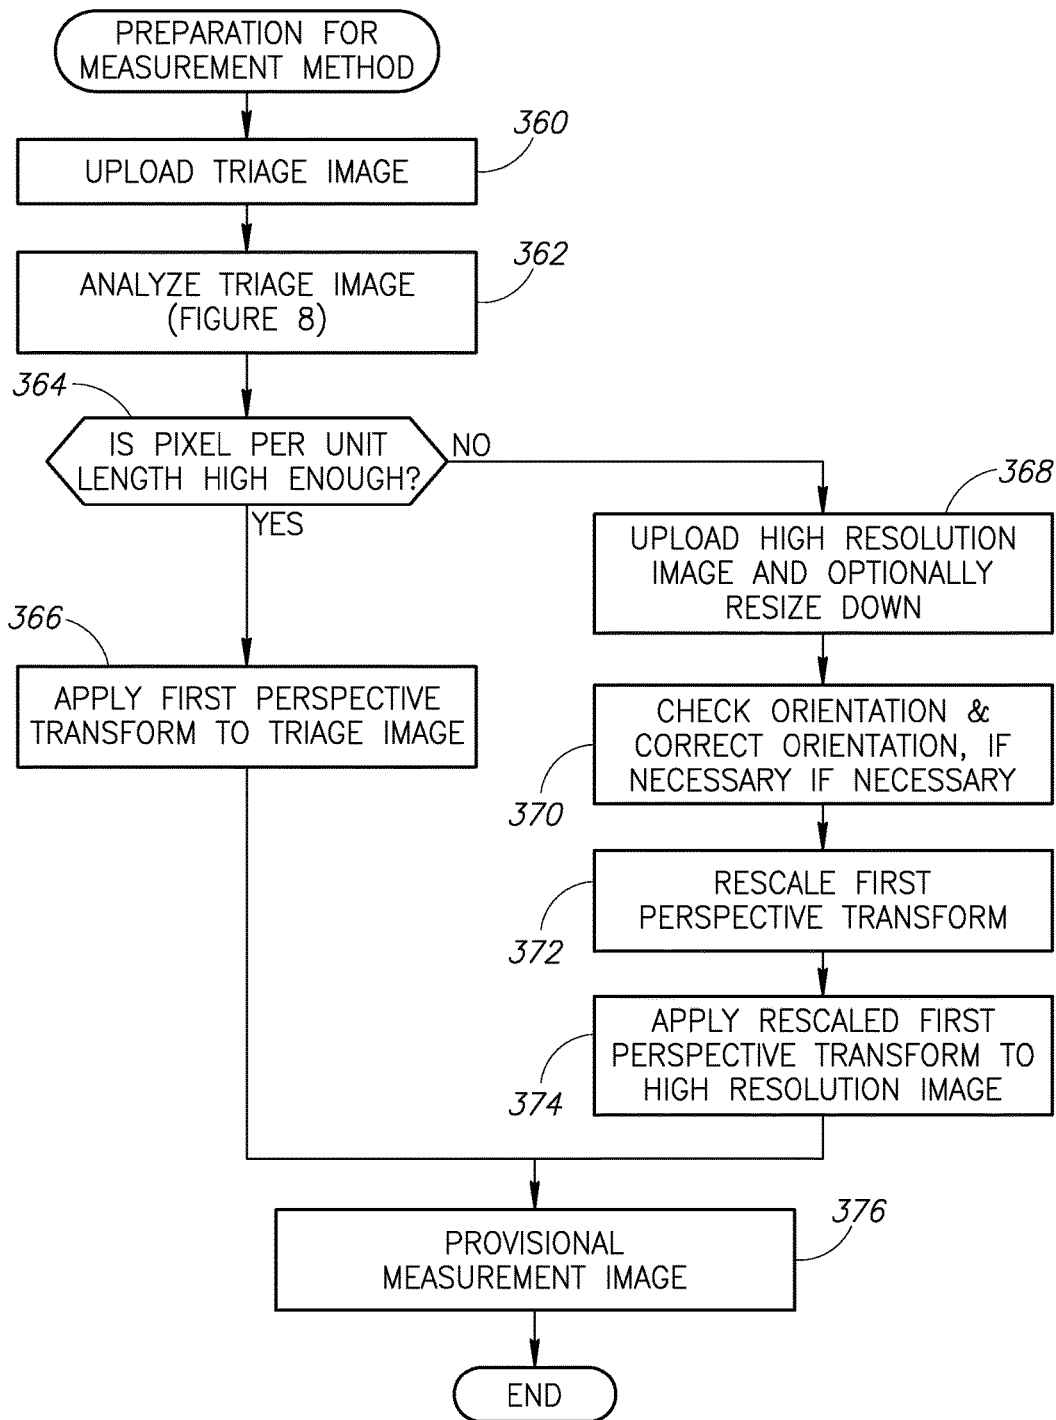 PREPARATION FOR
MEASUREMENT METHOD
360
UPLOAD TRIAGE IMAGE
362
ANALYZE TRIAGE IMAGE
(FIGURE 8)
364
IS PIXEL PER UNIT
LENGTH HIGH ENOUGH?
NO
YES
368
UPLOAD HIGH RESOLUTION
IMAGE AND OPTIONALLY
RESIZE DOWN
366
APPLY FIRST PERSPECTIVE
TRANSFORM TO TRIAGE IMAGE
CHECK ORIENTATION &
CORRECT ORIENTATION, IF
NECESSARY IF NECESSARY
370
RESCALE FIRST
PERSPECTIVE TRANSFORM
372
APPLY RESCALED FIRST
PERSPECTIVE TRANSFORM TO
HIGH RESOLUTION IMAGE
374
376
PROVISIONAL
MEASUREMENT IMAGE
END